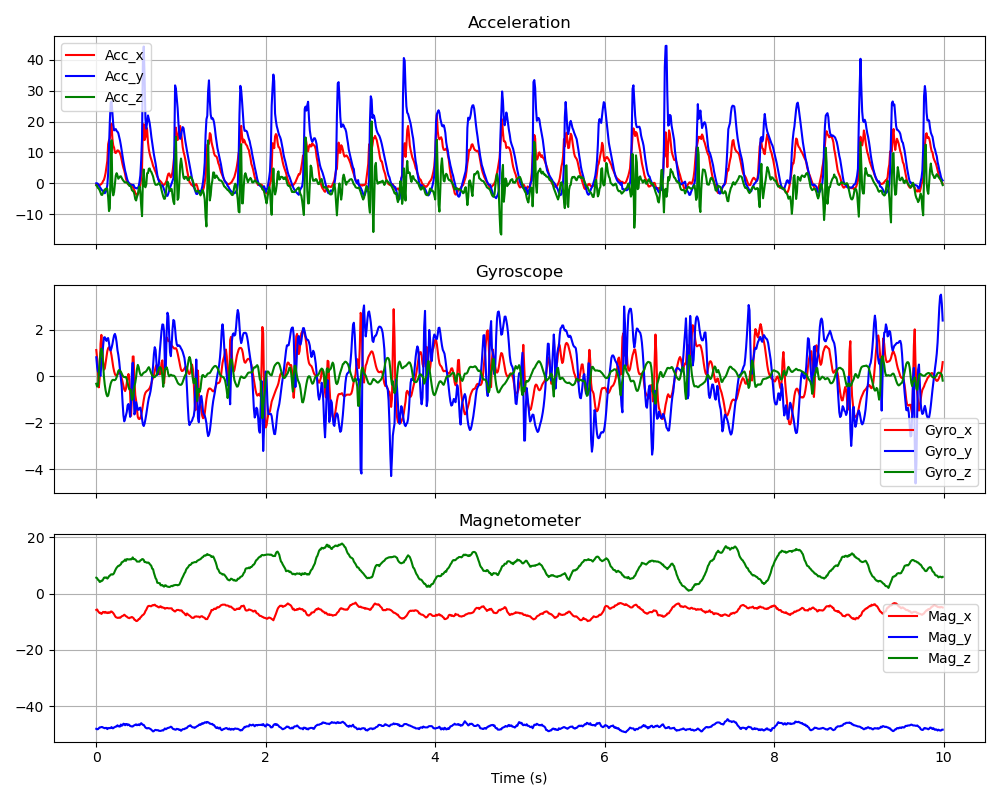 Acceleration
Acc_x
Acc_y
Acc_z
40
30
20
10
0
−10
Gyroscope
2
0
−2
−4
Gyro_x
Gyro_y
Gyro_z
Magnetometer
20
0
−20
−40
Mag_x
Mag_y
Mag_z
0 2 4 6 8 10
Time (s)